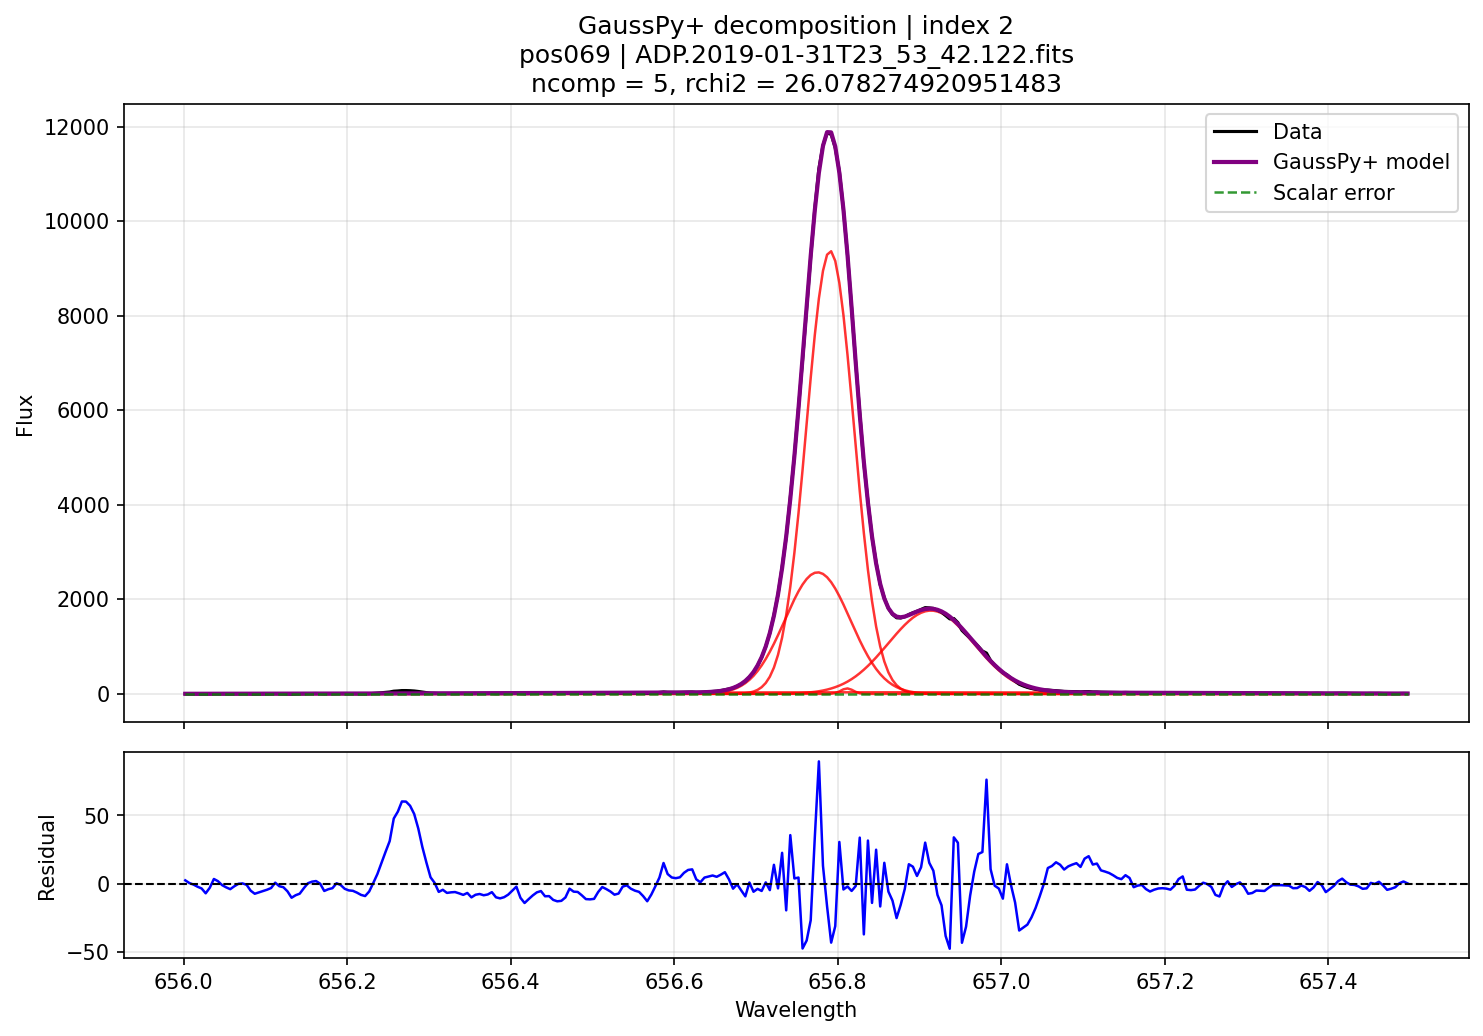 GaussPy+ decomposition | index 2
pos069 | ADP.2019-01-31T23_53_42.122.fits
ncomp = 5, rchi2 = 26.078274920951483
12000
10000
8000
6000
4000
2000
0
Flux
Data
GaussPy+ model
Scalar error
50
0
−50
Residual
656.0
656.2
656.4
656.6
656.8
657.0
657.2
657.4
Wavelength